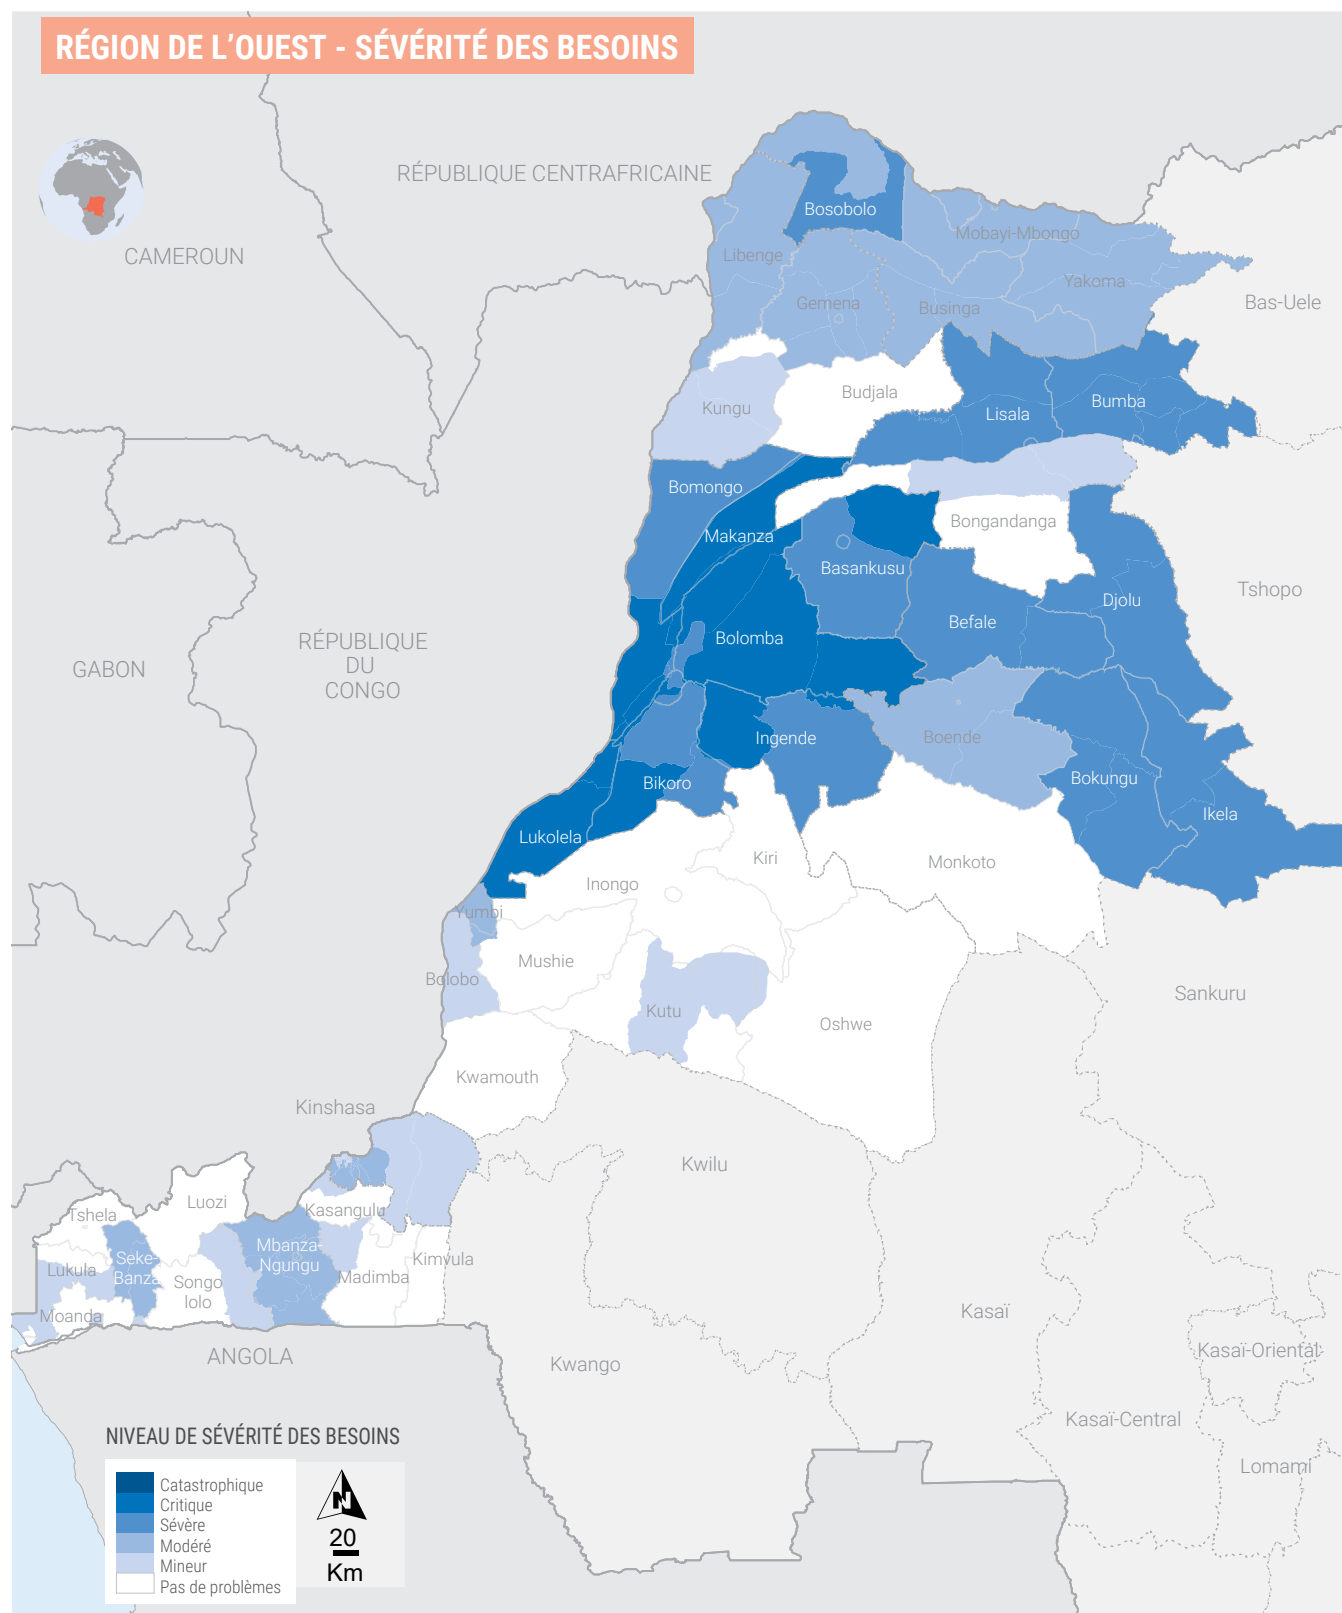 RÉGION DE L'OUEST - SÉVÉRITÉ DES BESOINS
RÉPUBLIQUE CENTRAFRICAINE
CAMEROUN
Bosobolo
Mobayi-Mbongo
Libenge
Yakoma
Bas-Uele
Gemena
Businga
Budjala
Kungu
Lisala
Bumba
Bomongo
Bongandanga
Makanza
Basankusu
Tshopo
Djolu
Befale
Bolomba
RÉPUBLIQUE
DU
CONGO
GABON
Ingende
Boende
Bikoro
Bokungu
Ikela
Lukolela
Kiri
Monkoto
Inongo
Yumbi
Mushie
Bolobo
Sankuru
Kutu
Oshwe
Kwamouth
Kinshasa
Kwilu
Luozi
Kasangulu
Tshela
Mbanza-
Ngungu
Seke-
Banza
Kimvula
Lukula
Madimba
Songo
lolo
Moanda
Kasaï
ANGOLA
Kwango
Kasaï-Oriental
Kasaï-Central
Lomami
NIVEAU DE SÉVÉRITÉ DES BESOINS
Catastrophique
Critique
Sévère
Modéré
Mineur
Pas de problèmes
N
20
Km